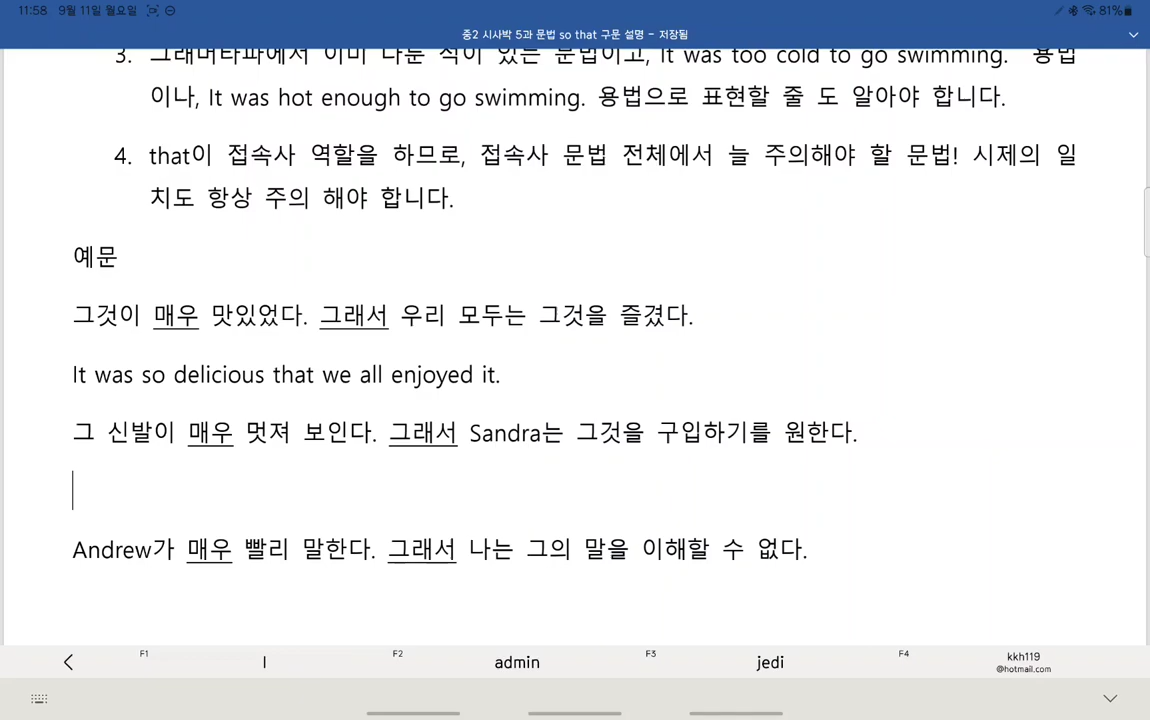 11:58 9월 11일 월요일
81%
중2 시사박 5과 문법 so that 구문 설명 – 저장됨
3. 그래머타파에서 이미 다룬 적이 있는 문법이고, It was too cold to go swimming. 용법
이나, It was hot enough to go swimming. 용법으로 표현할 줄 도 알아야 합니다.
4. that이 접속사 역할을 하므로, 접속사 문법 전체에서 늘 주의해야 할 문법! 시제의 일
치도 항상 주의 해야 합니다.
예문
그것이 매우 맛있었다. 그래서 우리 모두는 그것을 즐겼다.
It was so delicious that we all enjoyed it.
그 신발이 매우 멋져 보인다. 그래서 Sandra는 그것을 구입하기를 원한다.
Andrew가 매우 빨리 말한다. 그래서 나는 그의 말을 이해할 수 없다.
F1 I F2 admin F3 jedi F4 kkh119
@hotmail.com